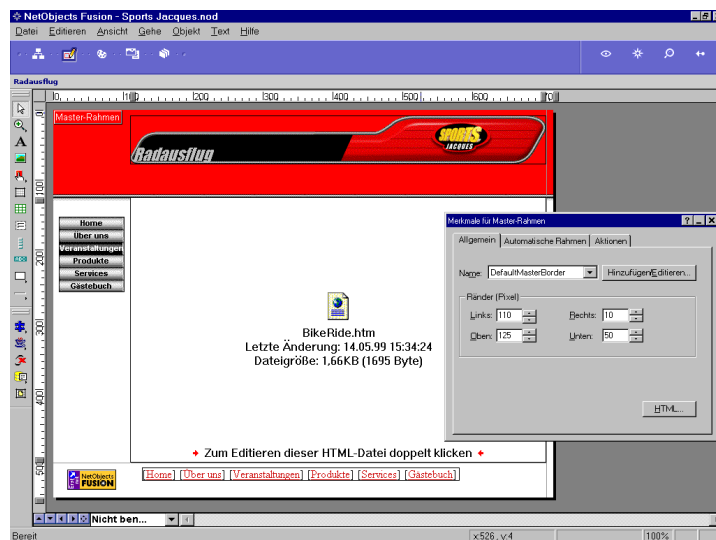 NetObjects Fusion - Sports Jacques.nod
Datei Editieren Ansicht Gehe Objekt Text Hilfe
Radausflug
Master-Rahmen
Radausflug
SPORTS
JACQUES
Home
Über uns
Veranstaltungen
Produkte
Services
Gästebuch
BikeRide.htm
Letzte Änderung: 14.05.99 15:34:24
Dateigröße: 1,66KB (1695 Byte)
Zum Editieren dieser HTML-Datei doppelt klicken
NetObjects
FUSION
[Home] [Über uns] [Veranstaltungen] [Produkte] [Services] [Gästebuch]
Merkmale für Master-Rahmen
Allgemein Automatische Rahmen Aktionen
Name: DefaultMasterBorder Hinzufügen/Editieren...
Ränder (Pixel)
Links: 110 Rechts: 10
Oben: 125 Unten: 50
HTML...
Nicht ben...
Bereit x:526 , y:4 100%